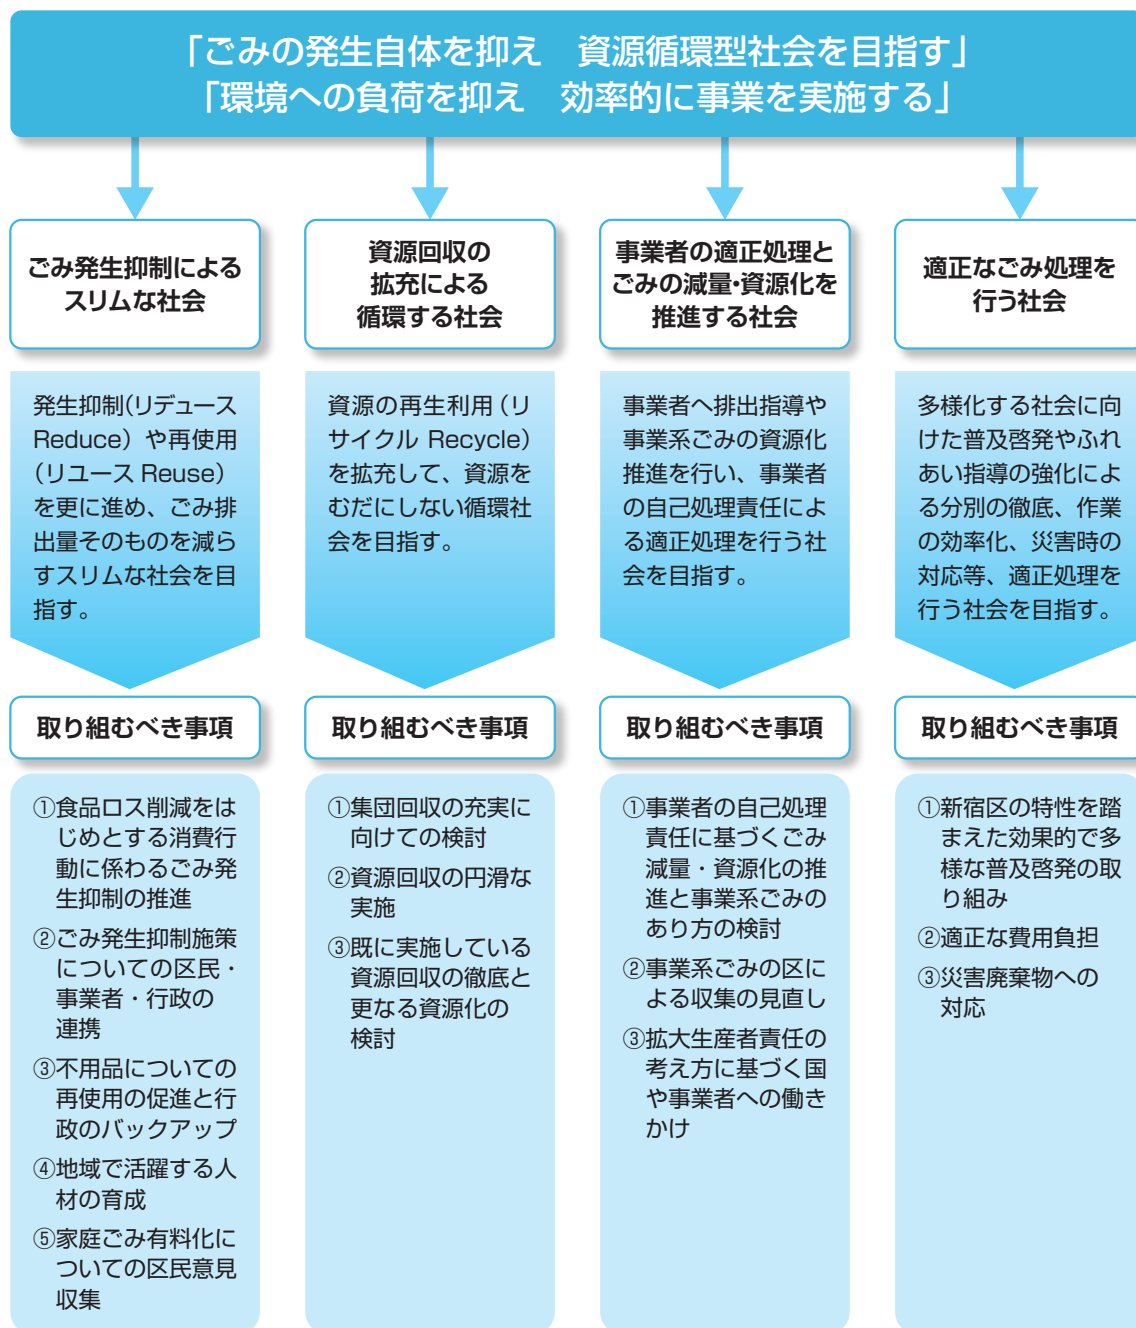 「ごみの発生自体を抑え　資源循環型社会を目指す」
「環境への負荷を抑え　効率的に事業を実施する」
ごみ発生抑制による
スリムな社会
資源回収の
拡充による
循環する社会
事業者の適正処理と
ごみの減量・資源化を
推進する社会
適正なごみ処理を
行う社会
発生抑制(リデュース
Reduce）や再使用
（リユース Reuse）
を更に進め、ごみ排
出量そのものを減ら
すスリムな社会を目
指す。
資源の再生利用（リ
サイクル Recycle）
を拡充して、資源を
むだにしない循環社
会を目指す。
事業者へ排出指導や
事業系ごみの資源化
推進を行い、事業者
の自己処理責任によ
る適正処理を行う社
会を目指す。
多様化する社会に向
けた普及啓発やふれ
あい指導の強化によ
る分別の徹底、作業
の効率化、災害時の
対応等、適正処理を
行う社会を目指す。
取り組むべき事項
取り組むべき事項
取り組むべき事項
取り組むべき事項
①食品ロス削減をは
じめとする消費行
動に係わるごみ発
生抑制の推進
②ごみ発生抑制施策
についての区民・
事業者・行政の
連携
③不用品についての
再使用の促進と行
政のバックアップ
④地域で活躍する人
材の育成
⑤家庭ごみ有料化に
ついての区民意見
収集
①集団回収の充実に
向けての検討
②資源回収の円滑な
実施
③既に実施している
資源回収の徹底と
更なる資源化の
検討
①事業者の自己処理
責任に基づくごみ
減量・資源化の推
進と事業系ごみの
あり方の検討
②事業系ごみの区に
よる収集の見直し
③拡大生産者責任の
考え方に基づく国
や事業者への働き
かけ
①新宿区の特性を踏
まえた効果的で多
様な普及啓発の取
り組み
②適正な費用負担
③災害廃棄物への
対応